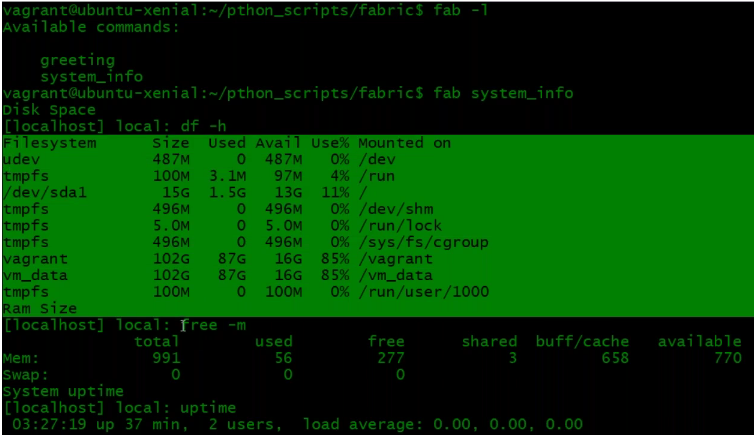 vagrant@ubuntu-xenial:~/pthon_scripts/fabric$ fab -l
Available commands:
greeting
system_info
vagrant@ubuntu-xenial:~/pthon_scripts/fabric$ fab system_info
Disk Space
[localhost] local: df -h
Filesystem Size Used Avail Use% Mounted on
udev 487M 0 487M 0% /dev
tmpfs 100M 3.1M 97M 4% /run
/dev/sda1 15G 1.5G 13G 11% /
tmpfs 496M 0 496M 0% /dev/shm
tmpfs 5.0M 0 5.0M 0% /run/lock
tmpfs 496M 0 496M 0% /sys/fs/cgroup
vagrant 102G 87G 16G 85% /vagrant
vm_data 102G 87G 16G 85% /vm_data
tmpfs 100M 0 100M 0% /run/user/1000
Ram Size
[localhost] local: free -m
total used free shared buff/cache available
Mem: 991 56 277 3 658 770
Swap: 0 0 0
System uptime
[localhost] local: uptime
03:27:19 up 37 min, 2 users, load average: 0.00, 0.00, 0.00